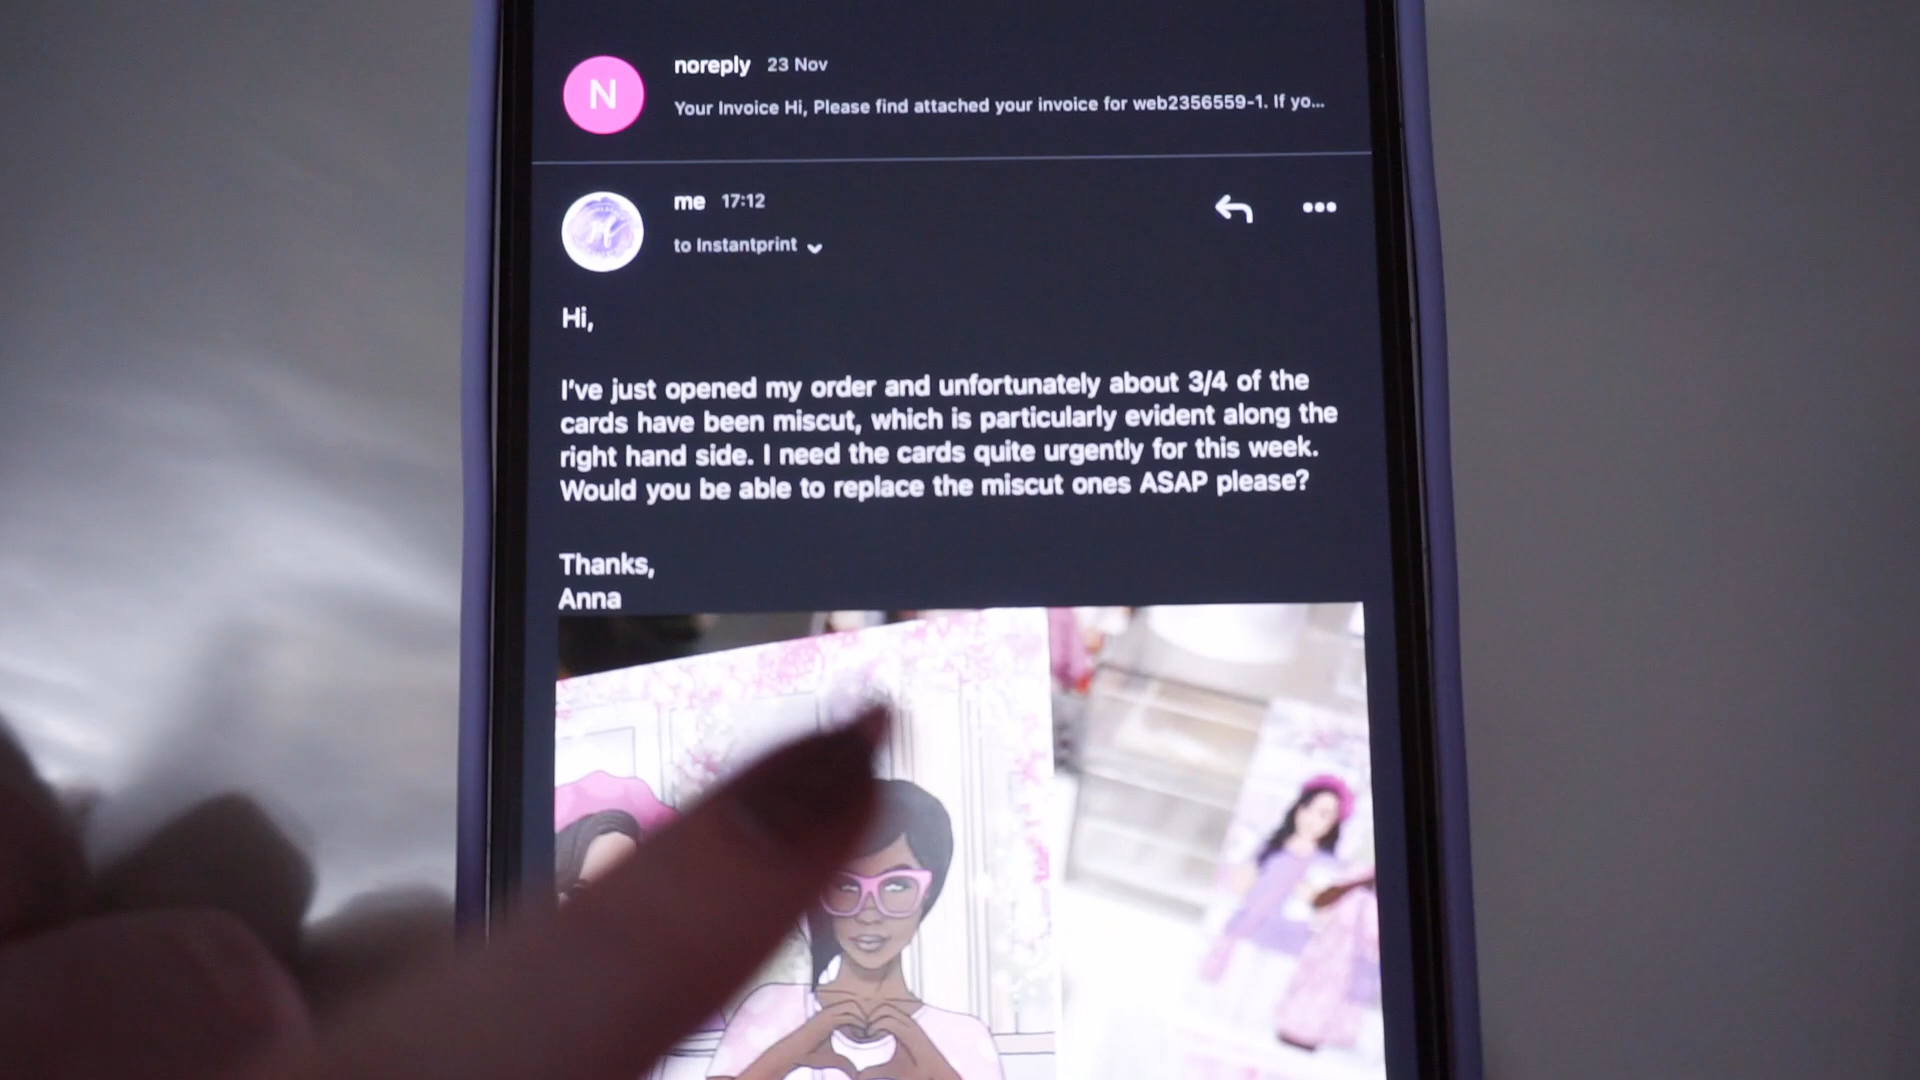 N
noreply 23 Nov
Your Invoice Hi, Please find attached your invoice for web2356559-1. If yo...
me 17:12
to Instantprint
Hi,
I've just opened my order and unfortunately about 3/4 of the
cards have been miscut, which is particularly evident along the
right hand side. I need the cards quite urgently for this week.
Would you be able to replace the miscut ones ASAP please?
Thanks,
Anna